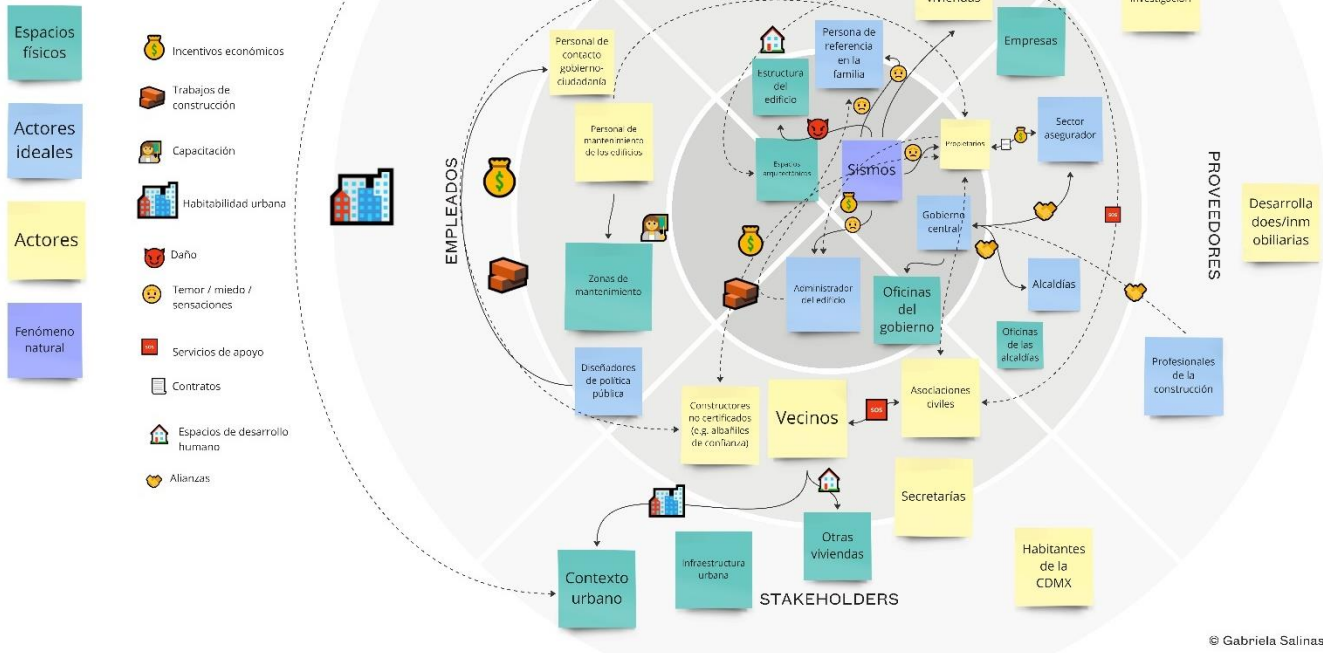 Espacios
físicos
Actores
ideales
Actores
Fenómeno
natural
Incentivos económicos
Trabajos de
construcción
Capacitación
Habitabilidad urbana
Daño
Temor / miedo /
sensaciones
SOS
Servicios de apoyo
Contratos
Espacios de desarrollo
humano
Alianzas
EMPLEADOS
Personal de
contacto
gobierno-
ciudadanía
Personal de
mantenimiento
de los edificios
Zonas de
mantenimiento
Diseñadores
de política
pública
Estructura
del
edificio
Persona de
referencia
en la
familia
Espacios
arquitectónicos
Sismos
viviendas
Empresas
investigación
Propietarios
Sector
asegurador
Gobierno
central
Administrador
del edificio
Oficinas
del
gobierno
Alcaldías
Oficinas
de las
alcaldías
SOS
PROVEEDORES
Desarrolla
does/inm
obiliarias
Profesionales
de la
construcción
Constructores
no certificados
(e.g. albañiles
de confianza)
Vecinos
SOS
Asociaciones
civiles
Secretarías
Contexto
urbano
Infraestructura
urbana
Otras
viviendas
STAKEHOLDERS
Habitantes
de la
CDMX
© Gabriela Salinas